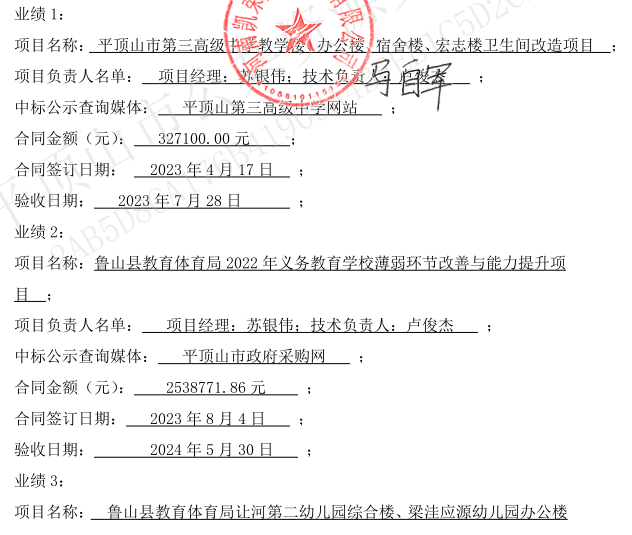 业绩 1：
项目名称： 平顶山市第三高级中学教学楼、办公楼、宿舍楼、宏志楼卫生间改造项目 ；
项目负责人名单： 项目经理：苏银伟；技术负责 ；
中标公示查询媒体： 平顶山第三高级中学网站 ；
合同金额（元）： 327100.00 元 ；
合同签订日期： 2023 年 4 月 17 日 ；
验收日期： 2023 年 7 月 28 日 ；
业绩 2：
项目名称：鲁山县教育体育局 2022 年义务教育学校薄弱环节改善与能力提升项
目 ；
项目负责人名单： 项目经理：苏银伟；技术负责人：卢俊杰 ；
中标公示查询媒体： 平顶山市政府采购网 ；
合同金额（元）： 2538771.86 元 ；
合同签订日期： 2023 年 8 月 4 日 ；
验收日期： 2024 年 5 月 30 日 ；
业绩 3：
项目名称： 鲁山县教育体育局让河第二幼儿园综合楼、梁洼应源幼儿园办公楼